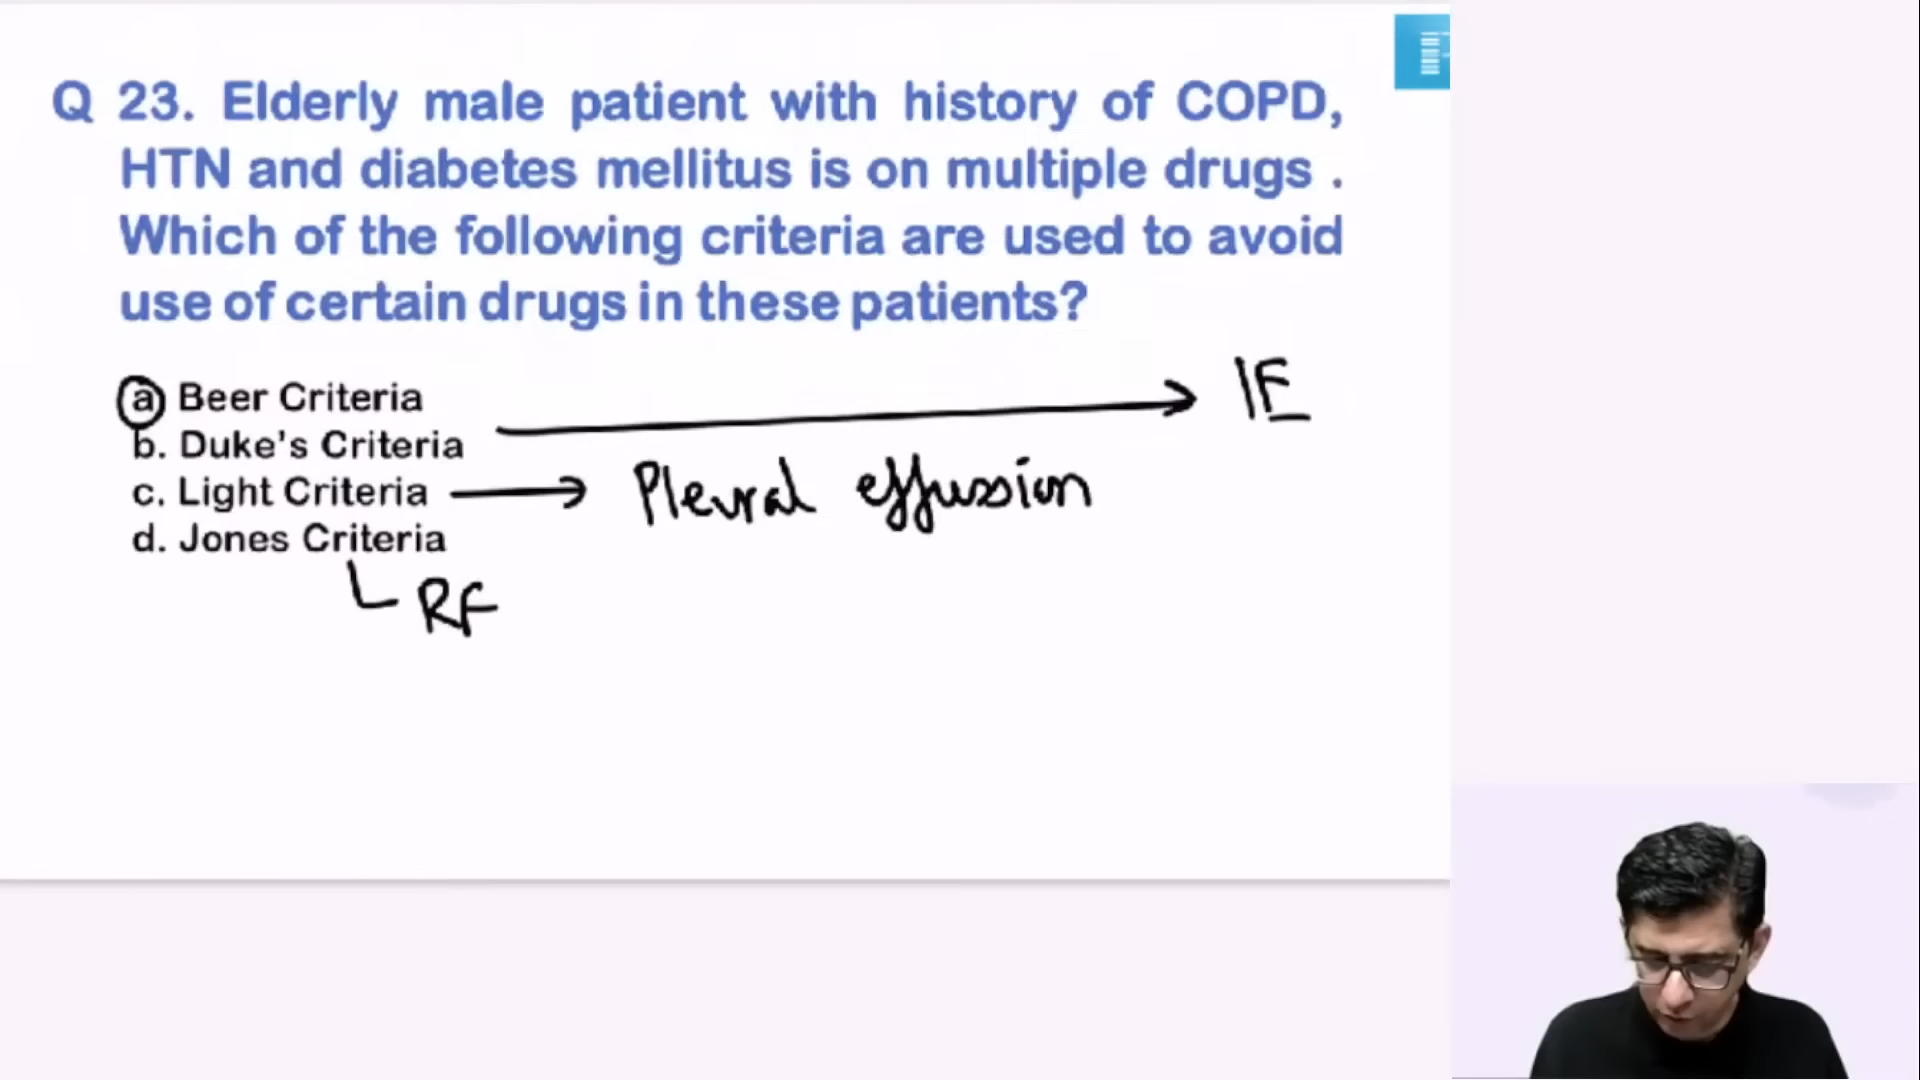 Q 23. Elderly male patient with history of COPD,
HTN and diabetes mellitus is on multiple drugs .
Which of the following criteria are used to avoid
use of certain drugs in these patients?
a Beer Criteria
b. Duke's Criteria
IE
c. Light Criteria
Pleural effussion
d. Jones Criteria
RF